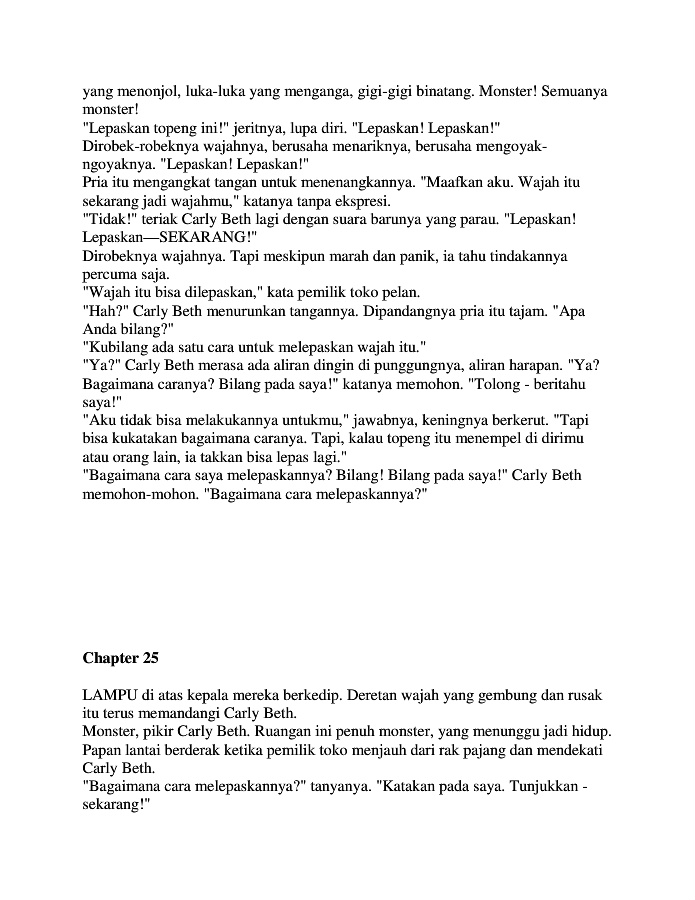 yang menonjol, luka-luka yang menganga, gigi-gigi binatang. Monster! Semuanya
monster!
"Lepaskan topeng ini!" jeritnya, lupa diri. "Lepaskan! Lepaskan!"
Dirobek-robeknya wajahnya, berusaha menariknya, berusaha mengoyak-
ngoyaknya. "Lepaskan! Lepaskan!"
Pria itu mengangkat tangan untuk menenangkannya. "Maafkan aku. Wajah itu
sekarang jadi wajahmu," katanya tanpa ekspresi.
"Tidak!" teriak Carly Beth lagi dengan suara barunya yang parau. "Lepaskan!
Lepaskan—SEKARANG!"
Dirobeknya wajahnya. Tapi meskipun marah dan panik, ia tahu tindakannya
percuma saja.
"Wajah itu bisa dilepaskan," kata pemilik toko pelan.
"Hah?" Carly Beth menurunkan tangannya. Dipandangnya pria itu tajam. "Apa
Anda bilang?"
"Kubilang ada satu cara untuk melepaskan wajah itu."
"Ya?" Carly Beth merasa ada aliran dingin di punggungnya, aliran harapan. "Ya?
Bagaimana caranya? Bilang pada saya!" katanya memohon. "Tolong - beritahu
saya!"
"Aku tidak bisa melakukannya untukmu," jawabnya, keningnya berkerut. "Tapi
bisa kukatakan bagaimana caranya. Tapi, kalau topeng itu menempel di dirimu
atau orang lain, ia takkan bisa lepas lagi."
"Bagaimana cara saya melepaskannya? Bilang! Bilang pada saya!" Carly Beth
memohon-mohon. "Bagaimana cara melepaskannya?"
Chapter 25
LAMPU di atas kepala mereka berkedip. Deretan wajah yang gembung dan rusak
itu terus memandangi Carly Beth.
Monster, pikir Carly Beth. Ruangan ini penuh monster, yang menunggu jadi hidup.
Papan lantai berderak ketika pemilik toko menjauh dari rak pajang dan mendekati
Carly Beth.
"Bagaimana cara melepaskannya?" tanyanya. "Katakan pada saya. Tunjukkan -
sekarang!"